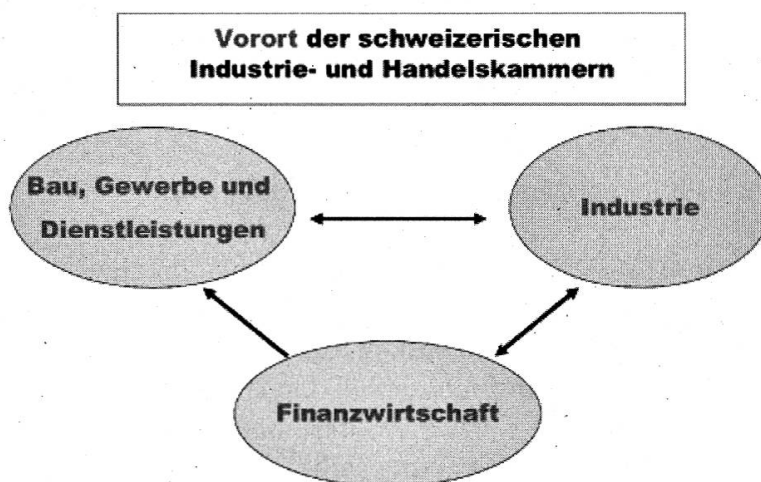 Vorort der schweizerischen
Industrie- und Handelskammern
Bau, Gewerbe und
Dienstleistungen
Industrie
Finanzwirtschaft